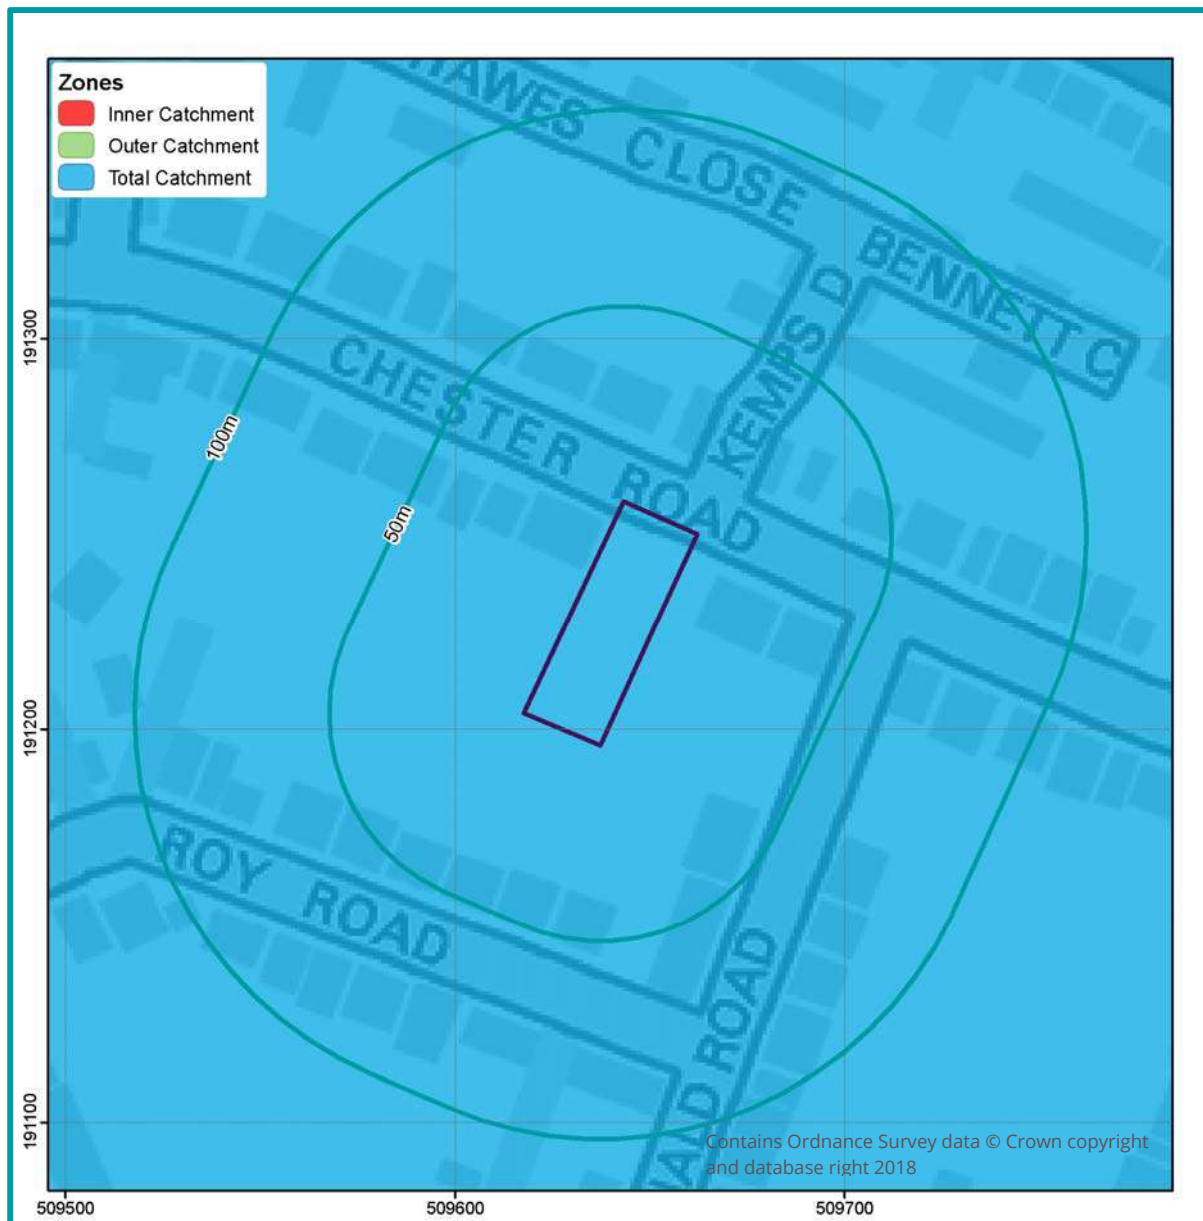 Zones
Inner Catchment
Outer Catchment
Total Catchment
HAWES CLOSE
BENNETT C
KEMPS D
CHESTER ROAD
100m
50m
ROY ROAD
ROAD
191300
191200
191100
Contains Ordnance Survey data © Crown copyright
and database right 2018
509500
509600
509700